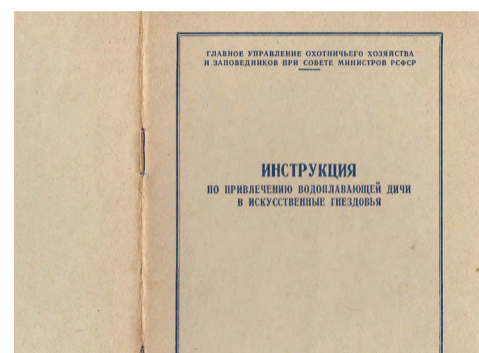 ГЛАВНОЕ УПРАВЛЕНИЕ ОХОТНИЧЬЕГО ХОЗЯЙСТВА
И ЗАПОВЕДНИКОВ ПРИ СОВЕТЕ МИНИСТРОВ РСФСР
ИНСТРУКЦИЯ
ПО ПРИВЛЕЧЕНИЮ ВОДОПЛАВАЮЩЕЙ ДИЧИ
В ИСКУССТВЕННЫЕ ГНЕЗДОВЬЯ